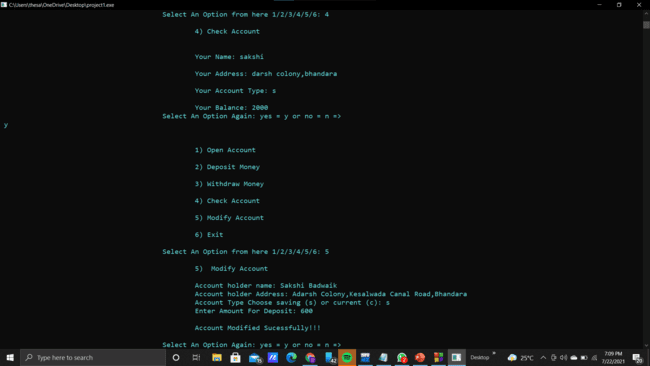 C:\Users\thesa\OneDrive\Desktop\project1.exe
Select An Option from here 1/2/3/4/5/6: 4
4) Check Account
Your Name: sakshi
Your Address: darsh colony,bhandara
Your Account Type: s
Your Balance: 2000
Select An Option Again: yes = y or no = n =>
y
1) Open Account
2) Deposit Money
3) Withdraw Money
4) Check Account
5) Modify Account
6) Exit
Select An Option from here 1/2/3/4/5/6: 5
5)  Modify Account
Account holder name: Sakshi Badwaik
Account holder Address: Adarsh Colony,Kesalwada Canal Road,Bhandara
Account Type Choose saving (s) or current (c): s
Enter Amount For Deposit: 600
Account Modified Sucessfully!!!
Select An Option Again: yes = y or no = n =>
Type here to search
Desktop
25°C
7:09 PM
7/22/2021